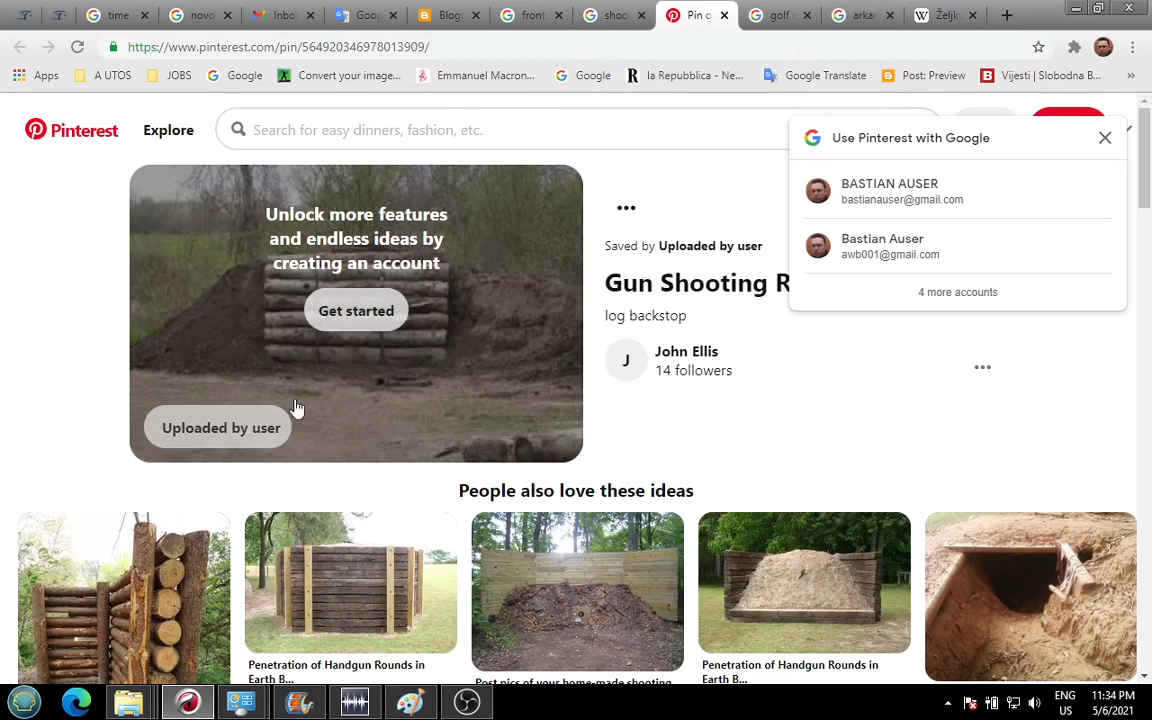 time
novo
Inbo
Goog
Blogg
front
shoo
Pin o
golf
arkan
Željk
https://www.pinterest.com/pin/564920346978013909/
Apps
A UTOS
JOBS
Google
Convert your image...
Emmanuel Macron...
Google
la Repubblica - Ne...
Google Translate
Post: Preview
Vijesti | Slobodna B...
»
Pinterest
Explore
Search for easy dinners, fashion, etc.
Use Pinterest with Google
BASTIAN AUSER
bastianauser@gmail.com
Bastian Auser
awb001@gmail.com
4 more accounts
Unlock more features
and endless ideas by
creating an account
Get started
Uploaded by user
Saved by Uploaded by user
Gun Shooting R
log backstop
J
John Ellis
14 followers
People also love these ideas
Penetration of Handgun Rounds in
Earth B...
Post pics of your home-made shooting
Penetration of Handgun Rounds in
Earth B...
ENG
US
11:34 PM
5/6/2021